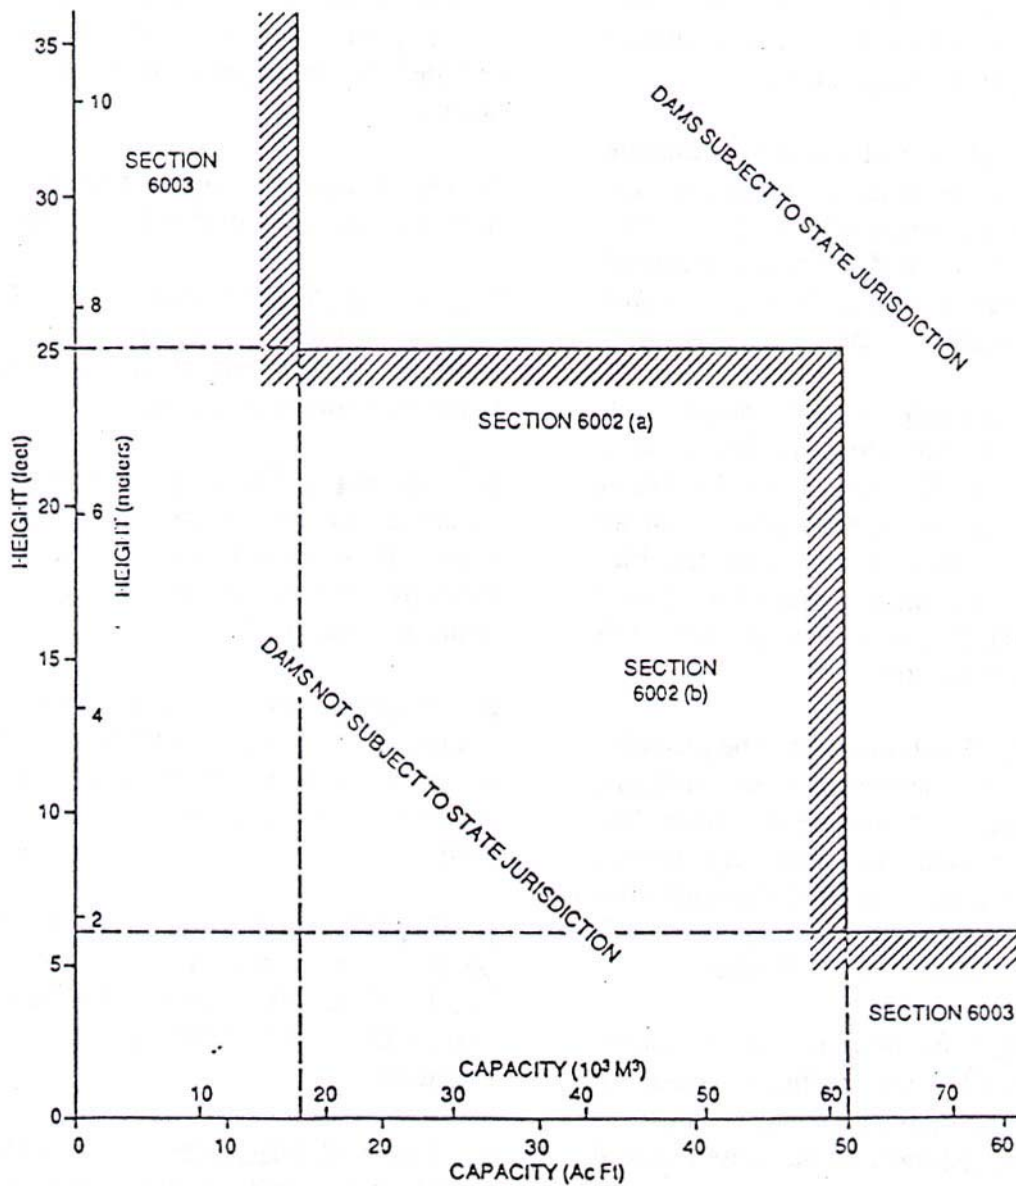 35
10
DAMS SUBJECT TO STATE JURISDICTION
SECTION
6003
30
8
25
SECTION 6002 (a)
HEIGHT (feet)
HEIGHT (meters)
20
6
15
DAMS NOT SUBJECT TO STATE JURISDICTION
SECTION
6002 (b)
4
10
2
5
SECTION 6003
CAPACITY (10³ M³)
10 20 30 40 50 60 70
0
0 10 20 30 40 50 60
CAPACITY (Ac Ft)